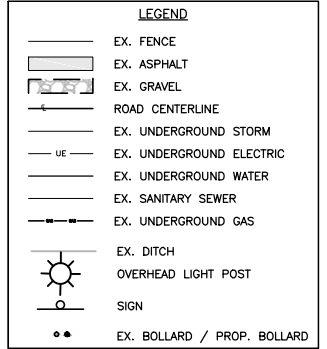 LEGEND
EX. FENCE
EX. ASPHALT
EX. GRAVEL
ROAD CENTERLINE
EX. UNDERGROUND STORM
UE EX. UNDERGROUND ELECTRIC
EX. UNDERGROUND WATER
EX. SANITARY SEWER
EX. UNDERGROUND GAS
EX. DITCH
OVERHEAD LIGHT POST
SIGN
EX. BOLLARD / PROP. BOLLARD